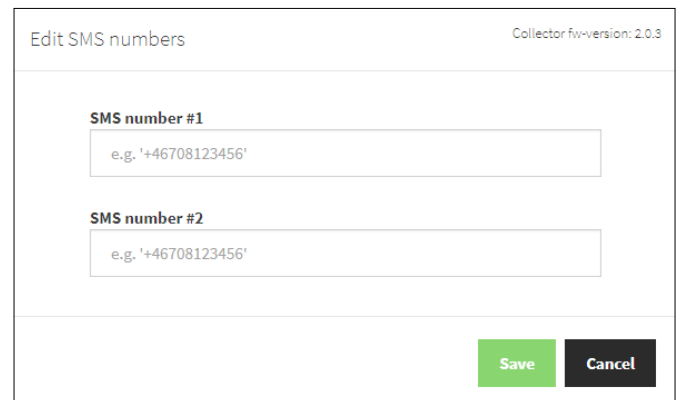 Edit SMS numbers
Collector fw-version: 2.0.3
SMS number #1
e.g. '+46708123456'
SMS number #2
e.g. '+46708123456'
Save
Cancel